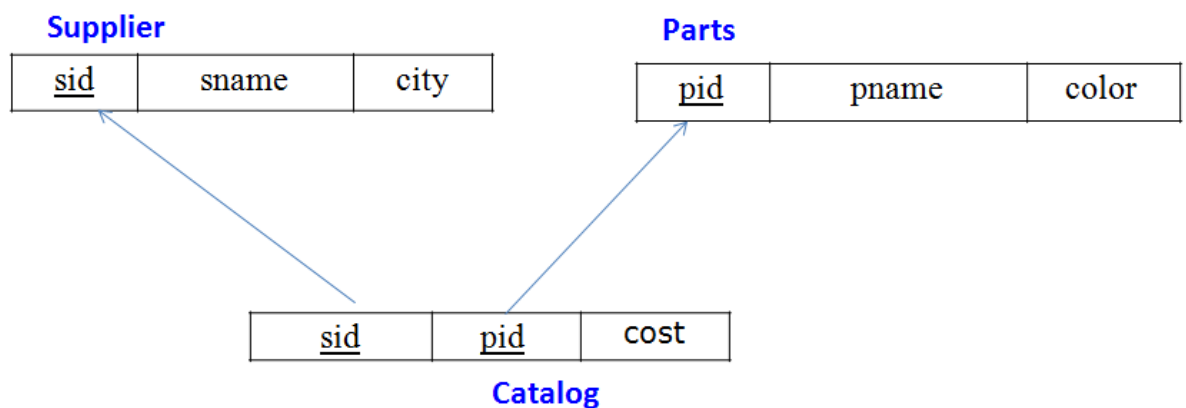 Supplier
sid sname city
Parts
pid pname color
sid pid cost
Catalog